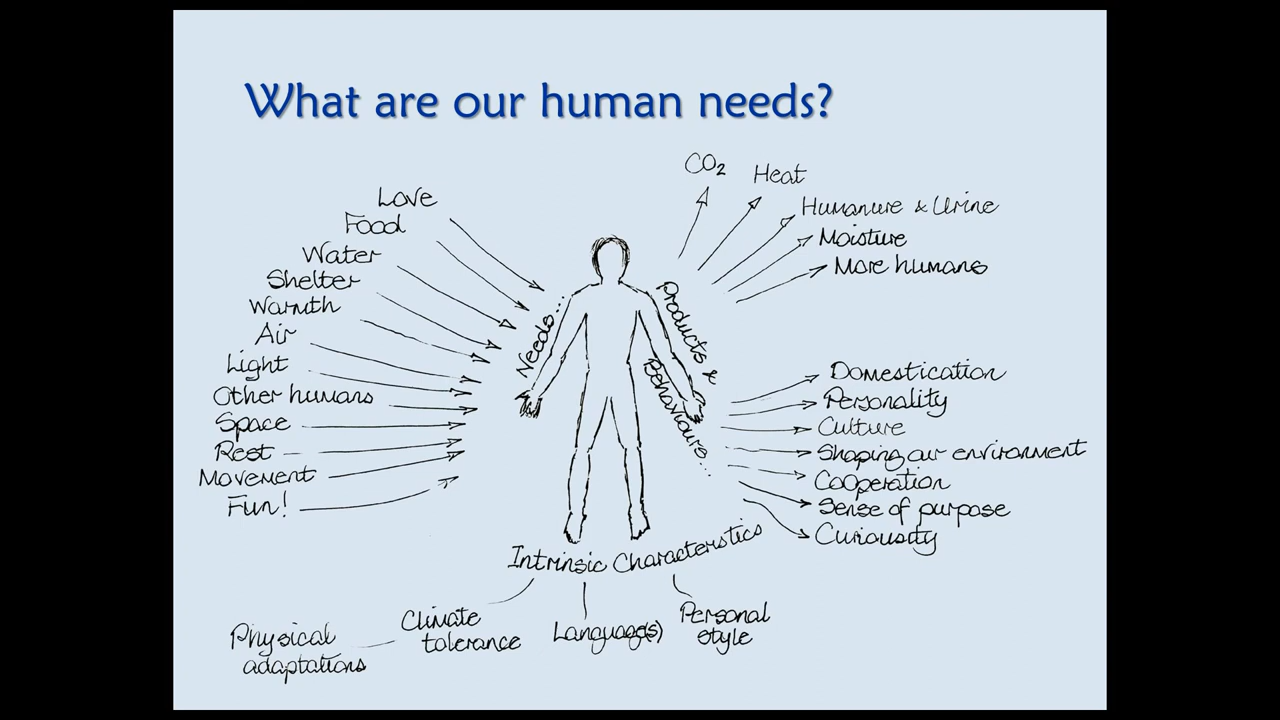 What are our human needs?
Love
Food
Water
Shelter
Warmth
Air
Light
Other humans
Space
Rest
Movement
Fun!
Needs...
Products &
Behaviours...
CO₂
Heat
Humanure & Urine
Moisture
More humans
Domestication
Personality
Culture
Shaping our environment
Cooperation
Sense of purpose
Curiousity
Intrinsic Characteristics
Physical
adaptations
Climate
tolerance
Language(s)
Personal
style